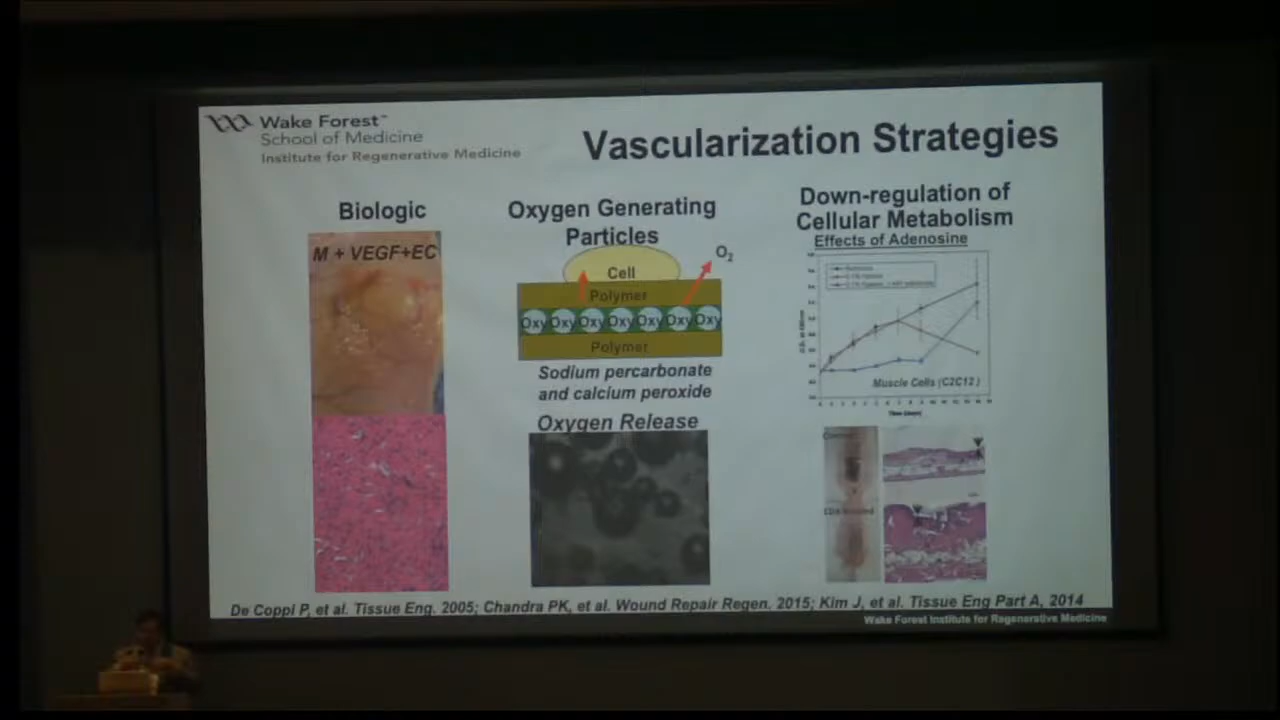 Wake Forest™
School of Medicine
Institute for Regenerative Medicine
Vascularization Strategies
Biologic
M + VEGF+EC
Oxygen Generating
Particles
O2
Cell
Polymer
Oxy Oxy Oxy Oxy Oxy Oxy Oxy
Polymer
Sodium percarbonate
and calcium peroxide
Oxygen Release
Down-regulation of
Cellular Metabolism
Effects of Adenosine
Muscle Cells (C2C12)
Time (days)
De Coppi P, et al. Tissue Eng. 2005; Chandra PK, et al. Wound Repair Regen. 2015; Kim J, et al. Tissue Eng Part A, 2014
Wake Forest Institute for Regenerative Medicine